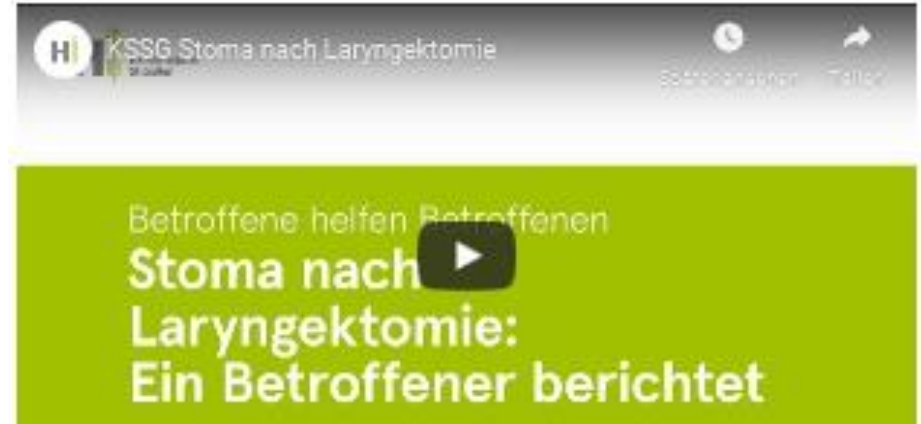 KSSG Stoma nach Laryngektomie
Betroffene helfen Betroffenen
Stoma nach
Laryngektomie:
Ein Betroffener berichtet